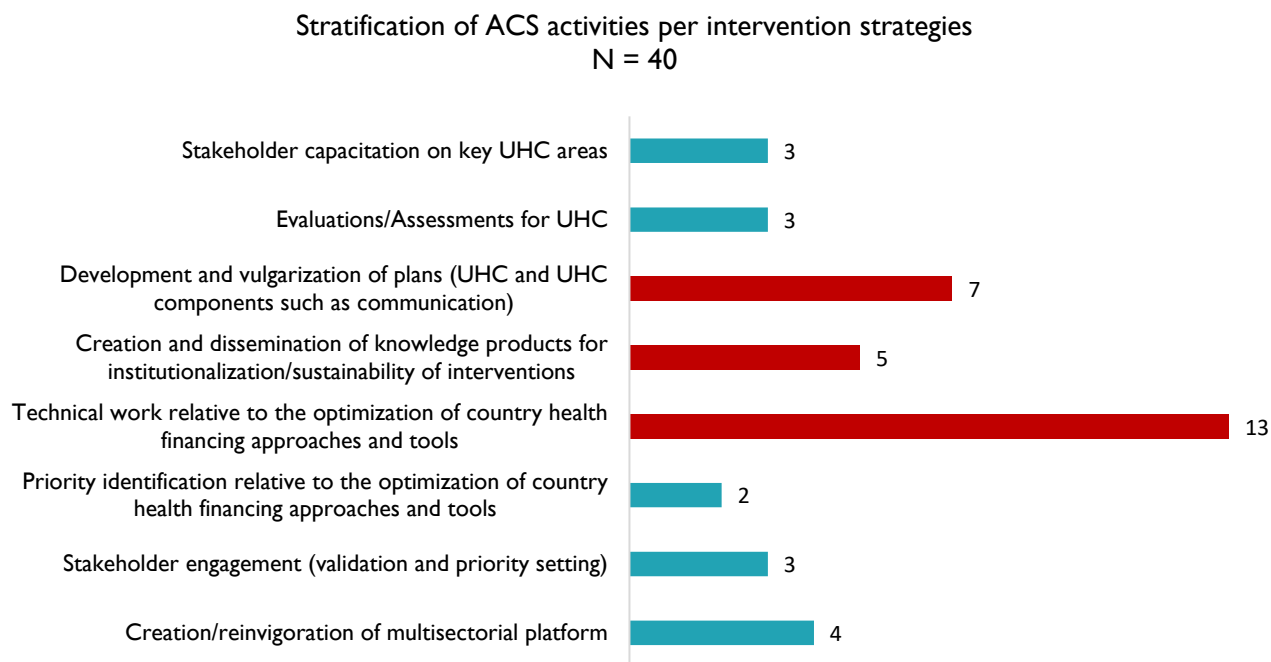 Stratification of ACS activities per intervention strategies
N = 40
Stakeholder capacitation on key UHC areas
3
Evaluations/Assessments for UHC
3
Development and vulgarization of plans (UHC and UHC
components such as communication)
7
Creation and dissemination of knowledge products for
institutionalization/sustainability of interventions
5
Technical work relative to the optimization of country health
financing approaches and tools
13
Priority identification relative to the optimization of country
health financing approaches and tools
2
Stakeholder engagement (validation and priority setting)
3
Creation/reinvigoration of multisectorial platform
4